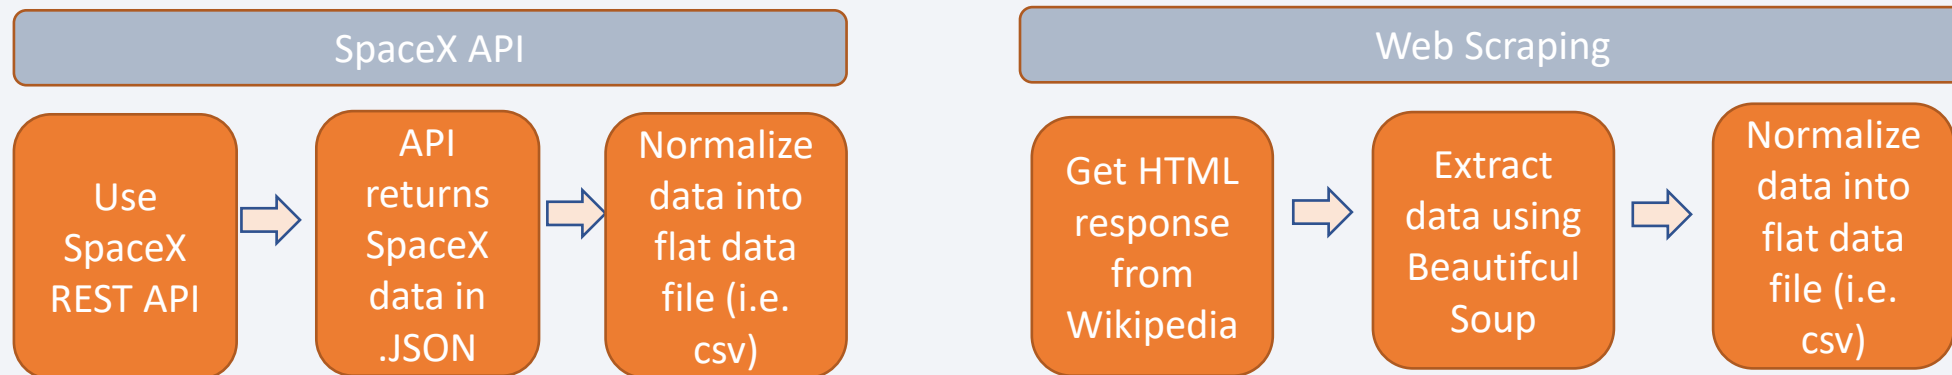 SpaceX API
Use
SpaceX
REST API
API
returns
SpaceX
data in
.JSON
Normalize
data into
flat data
file (i.e.
csv)
Web Scraping
Get HTML
response
from
Wikipedia
Extract
data using
Beautifcul
Soup
Normalize
data into
flat data
file (i.e.
csv)